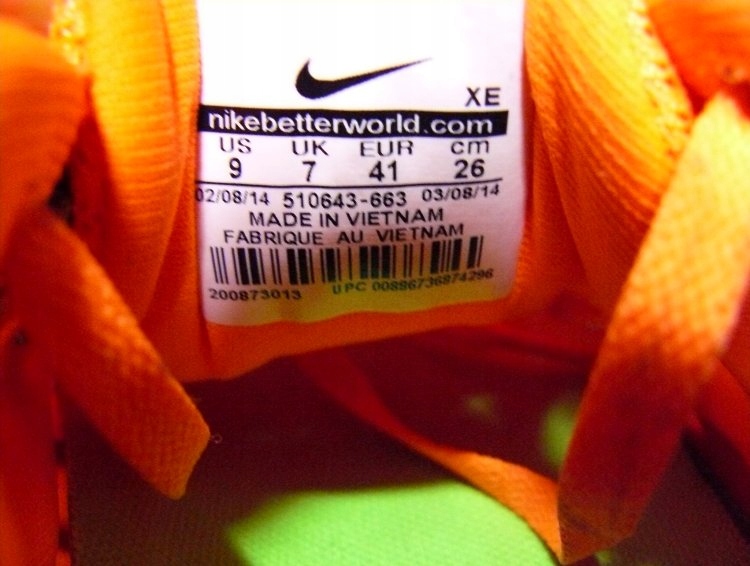 XE
nikebetterworld.com
US UK EUR cm
9 7 41 26
02/08/14 510643-663 03/08/14
MADE IN VIETNAM
FABRIQUE AU VIETNAM
200873013 UPC 00886736874296